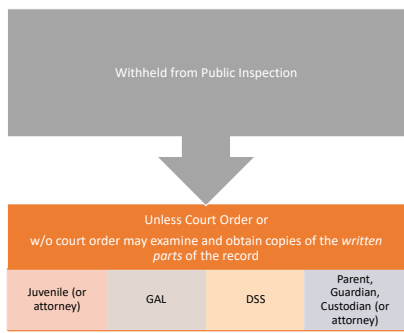 Withheld from Public Inspection
Unless Court Order or
w/o court order may examine and obtain copies of the written
parts of the record
Juvenile (or
attorney)
GAL
DSS
Parent,
Guardian,
Custodian (or
attorney)